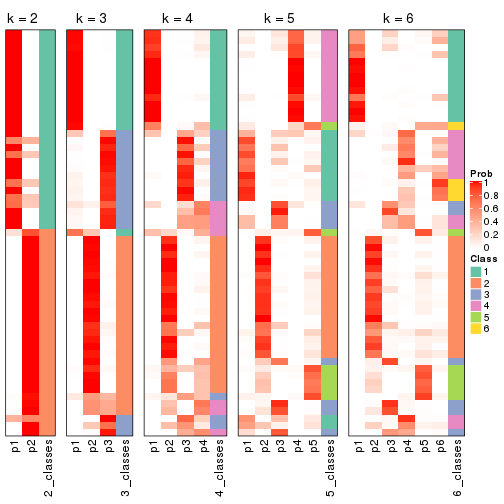 k = 2
k = 3
k = 4
k = 5
k = 6
Prob
1
0.8
0.6
0.4
0.2
0
Class
1
2
3
4
5
6
p1
p2
2_classes
p1
p2
p3
3_classes
p1
p2
p3
p4
4_classes
p1
p2
p3
p4
p5
5_classes
p1
p2
p3
p4
p5
p6
6_classes